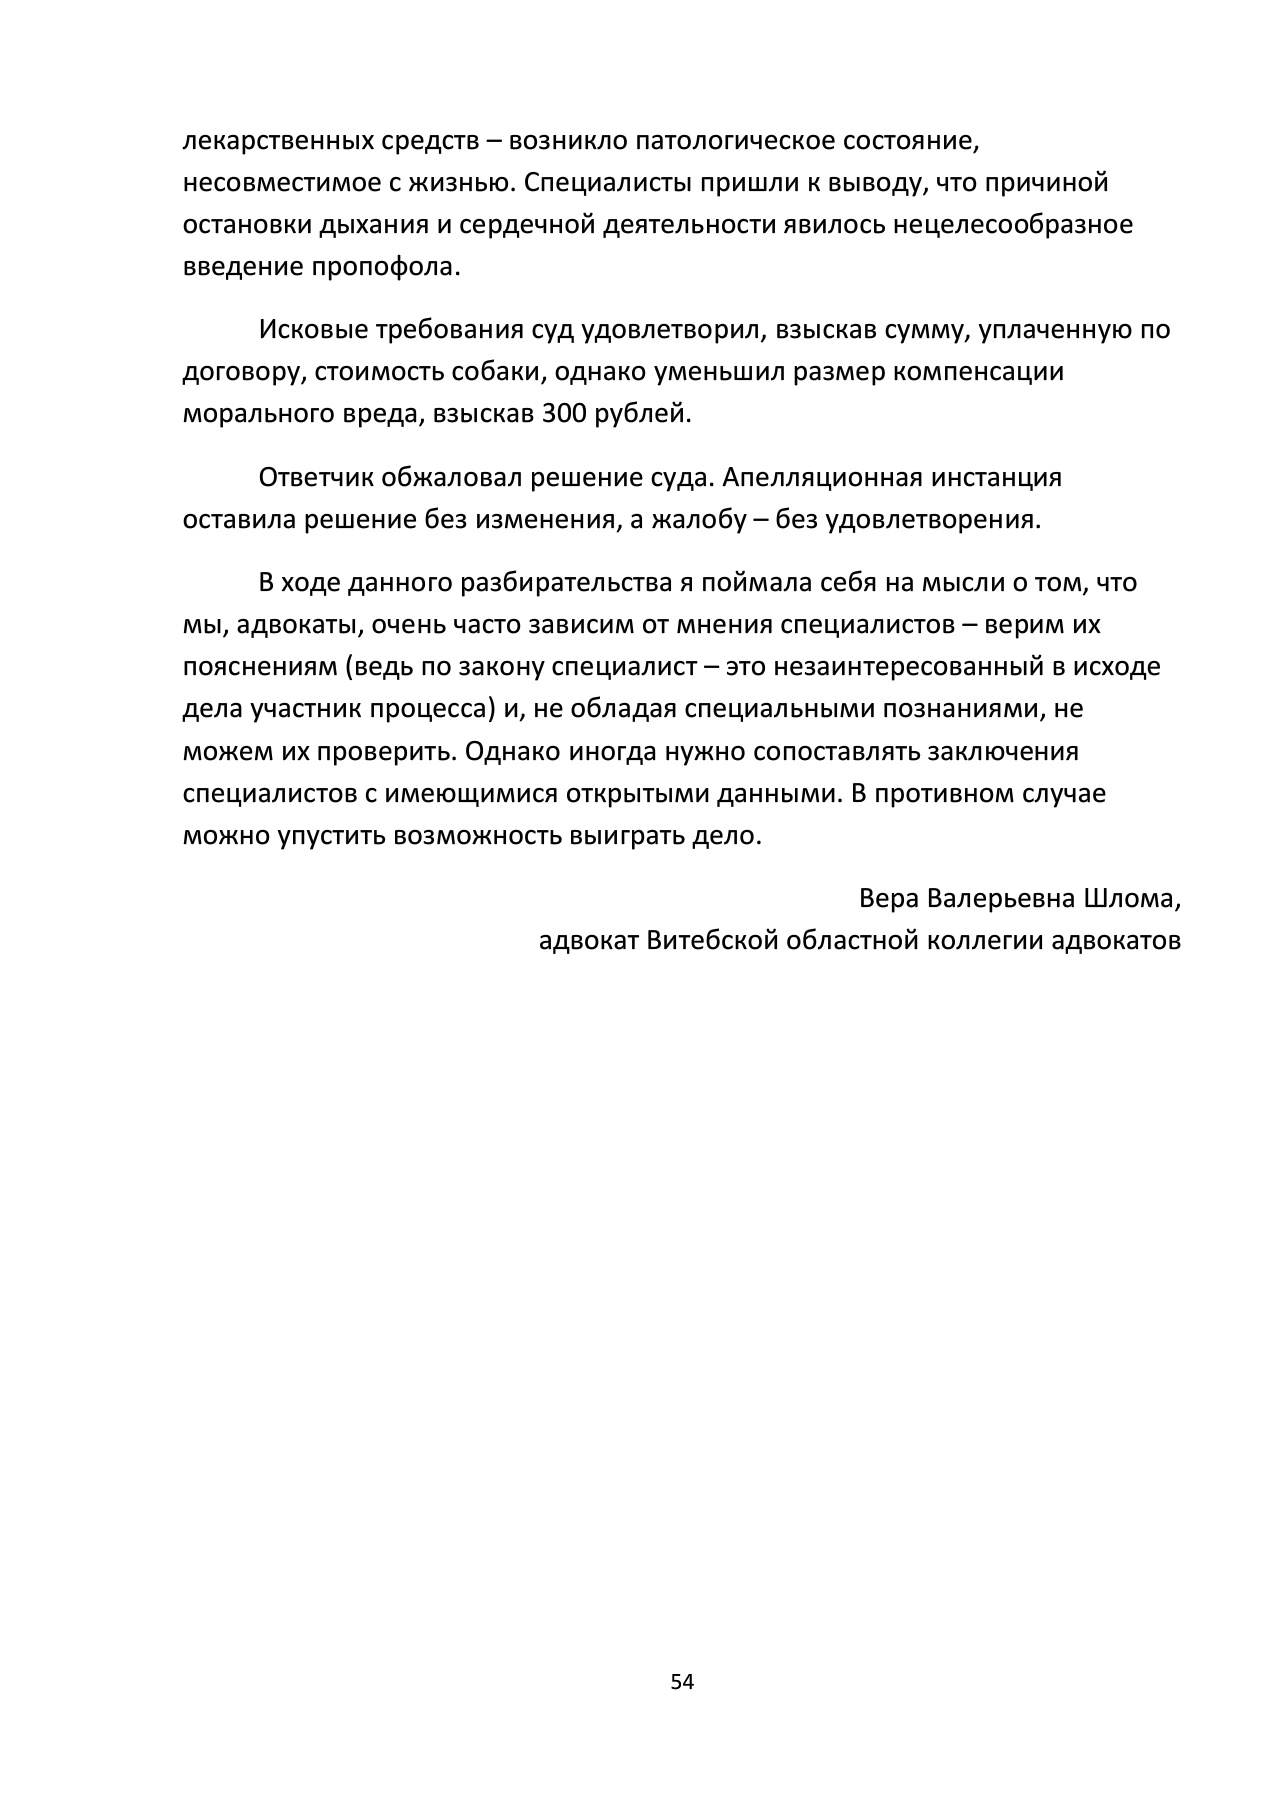 лекарственных средств – возникло патологическое состояние,
несовместимое с жизнью. Специалисты пришли к выводу, что причиной
остановки дыхания и сердечной деятельности явилось нецелесообразное
введение пропофола.
Исковые требования суд удовлетворил, взыскав сумму, уплаченную по
договору, стоимость собаки, однако уменьшил размер компенсации
морального вреда, взыскав 300 рублей.
Ответчик обжаловал решение суда. Апелляционная инстанция
оставила решение без изменения, а жалобу – без удовлетворения.
В ходе данного разбирательства я поймала себя на мысли о том, что
мы, адвокаты, очень часто зависим от мнения специалистов – верим их
пояснениям (ведь по закону специалист – это незаинтересованный в исходе
дела участник процесса) и, не обладая специальными познаниями, не
можем их проверить. Однако иногда нужно сопоставлять заключения
специалистов с имеющимися открытыми данными. В противном случае
можно упустить возможность выиграть дело.
Вера Валерьевна Шлома,
адвокат Витебской областной коллегии адвокатов
54